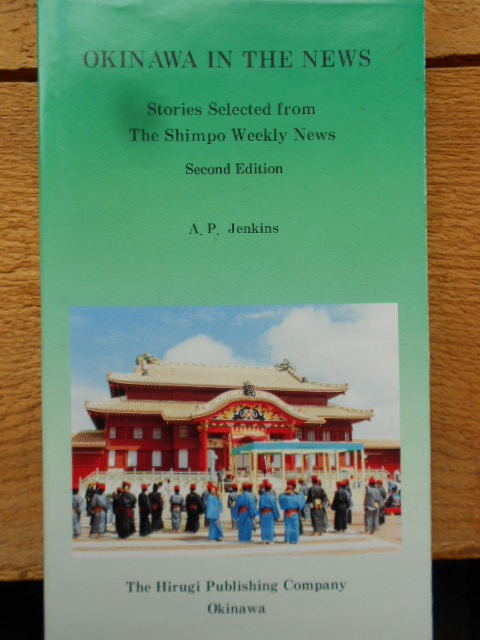 OKINAWA IN THE NEWS
Stories Selected from
The Shimpo Weekly News
Second Edition
A. P. Jenkins
The Hirugi Publishing Company
Okinawa